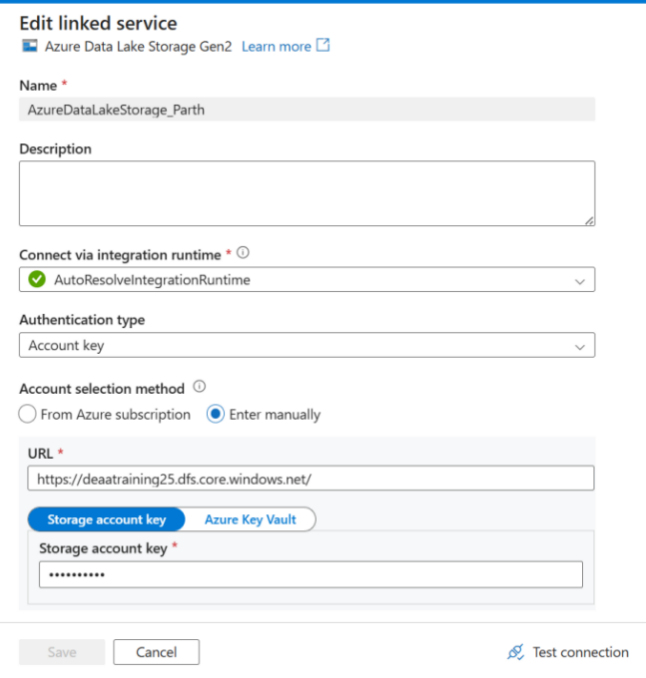 Edit linked service
Azure Data Lake Storage Gen2 Learn more
Name *
AzureDataLakeStorage_Parth
Description
Connect via integration runtime *
AutoResolveIntegrationRuntime
Authentication type
Account key
Account selection method
From Azure subscription Enter manually
URL *
https://deaatraining25.dfs.core.windows.net/
Storage account key Azure Key Vault
Storage account key *
••••••••••
Save Cancel Test connection